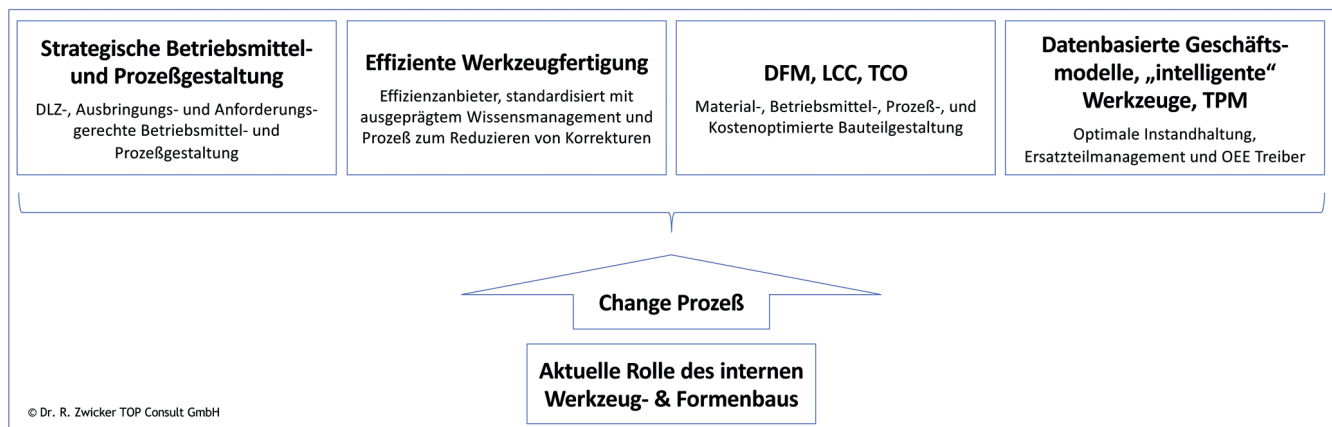 Strategische Betriebsmittel-
und Prozeßgestaltung
DLZ-, Ausbringungs- und Anforderungs-
gerechte Betriebsmittel- und
Prozeßgestaltung
Effiziente Werkzeugfertigung
Effizienzanbieter, standardisiert mit
ausgeprägtem Wissensmanagement und
Prozeß zum Reduzieren von Korrekturen
DFM, LCC, TCO
Material-, Betriebsmittel-, Prozeß-, und
Kostenoptimierte Bauteilgestaltung
Datenbasierte Geschäfts-
modelle, „intelligente“
Werkzeuge, TPM
Optimale Instandhaltung,
Ersatzteilmanagement und OEE Treiber
Change Prozeß
Aktuelle Rolle des internen
Werkzeug- & Formenbaus
© Dr. R. Zwicker TOP Consult GmbH